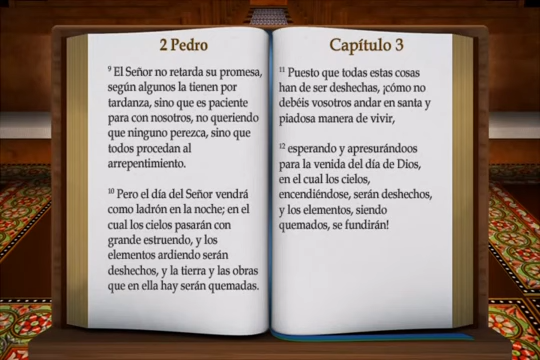 2 Pedro
⁹ El Señor no retarda su promesa,
según algunos la tienen por
tardanza, sino que es paciente
para con nosotros, no queriendo
que ninguno perezca, sino que
todos procedan al
arrepentimiento.
¹⁰ Pero el día del Señor vendrá
como ladrón en la noche; en el
cual los cielos pasarán con
grande estruendo, y los
elementos ardiendo serán
deshechos, y la tierra y las obras
que en ella hay serán quemadas.
Capítulo 3
¹¹ Puesto que todas estas cosas
han de ser deshechas, ¡cómo no
debéis vosotros andar en santa y
piadosa manera de vivir,
¹² esperando y apresurándoos
para la venida del día de Dios,
en el cual los cielos,
encendiéndose, serán deshechos,
y los elementos, siendo
quemados, se fundirán!